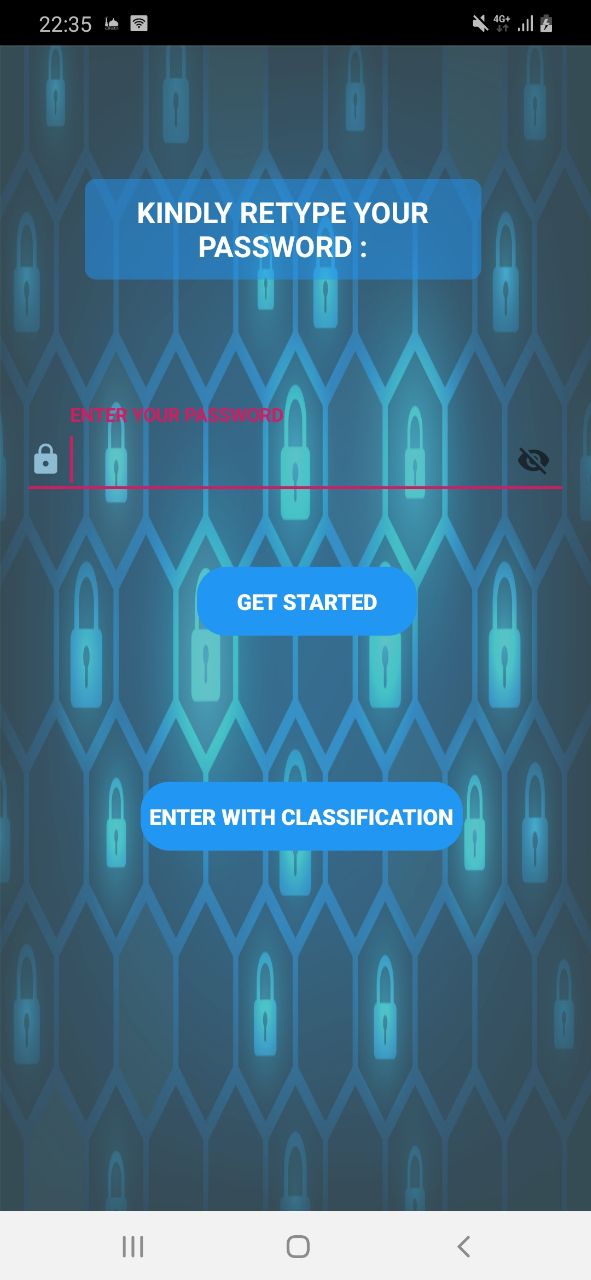 22:35
4G+
KINDLY RETYPE YOUR
PASSWORD :
ENTER YOUR PASSWORD
GET STARTED
ENTER WITH CLASSIFICATION